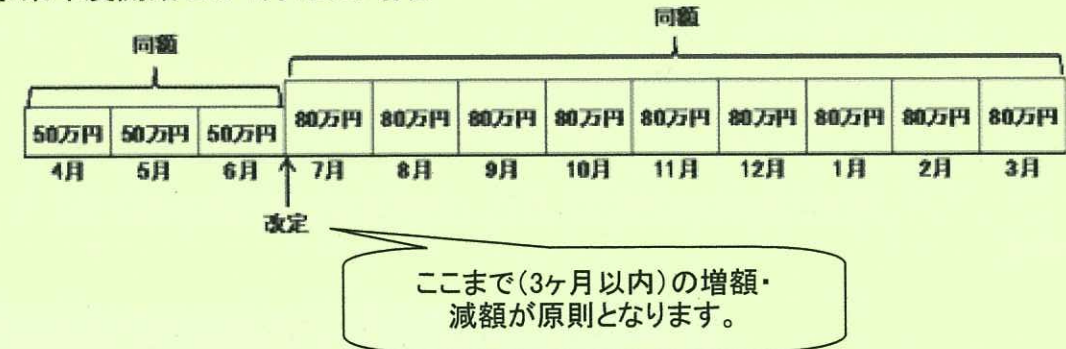 同額
同額
50万円 50万円 50万円 80万円 80万円 80万円 80万円 80万円 80万円 80万円 80万円 80万円
4月 5月 6月 7月 8月 9月 10月 11月 12月 1月 2月 3月
改定
ここまで(3ヶ月以内)の増額・
減額が原則となります。